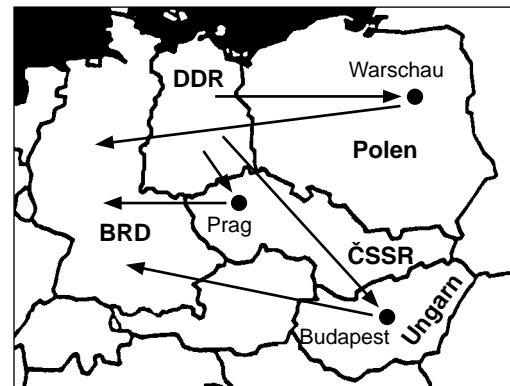 DDR
Warschau
Polen
BRD
Prag
ČSSR
Ungarn
Budapest